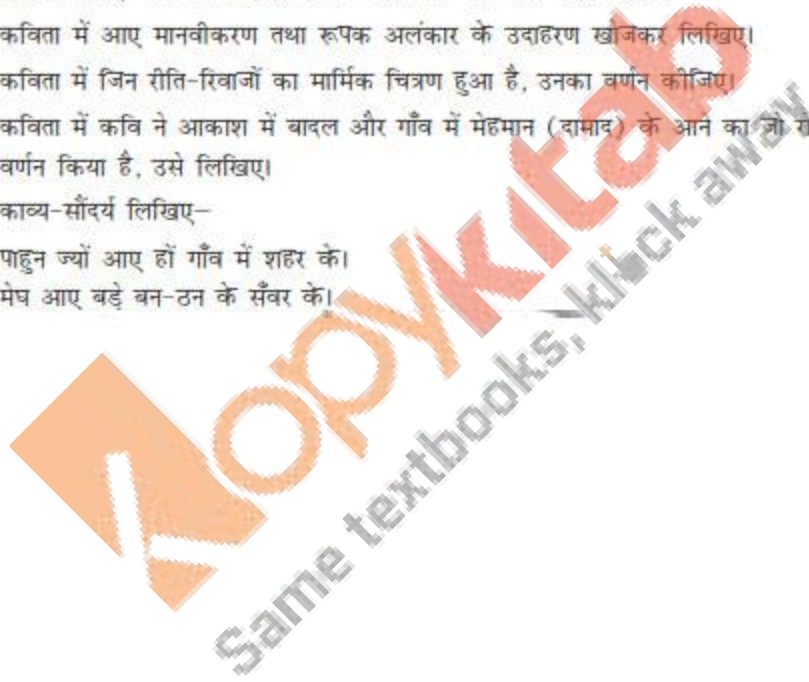 कविता में आए मानवीकरण तथा रूपक अलंकार के उदाहरण खोजकर लिखिए।
कविता में जिन रीति-रिवाजों का मार्मिक चित्रण हुआ है, उनका वर्णन कीजिए।
कविता में कवि ने आकाश में बादल और गाँव में मेहमान (दामाद) के आने का जो
वर्णन किया है, उसे लिखिए।
काव्य-सौंदर्य लिखिए–
पाहुन ज्यों आए हों गाँव में शहर के।
मेघ आए बड़े बन-ठन के सँवर के।
kopykitab
Same textbooks, klick away